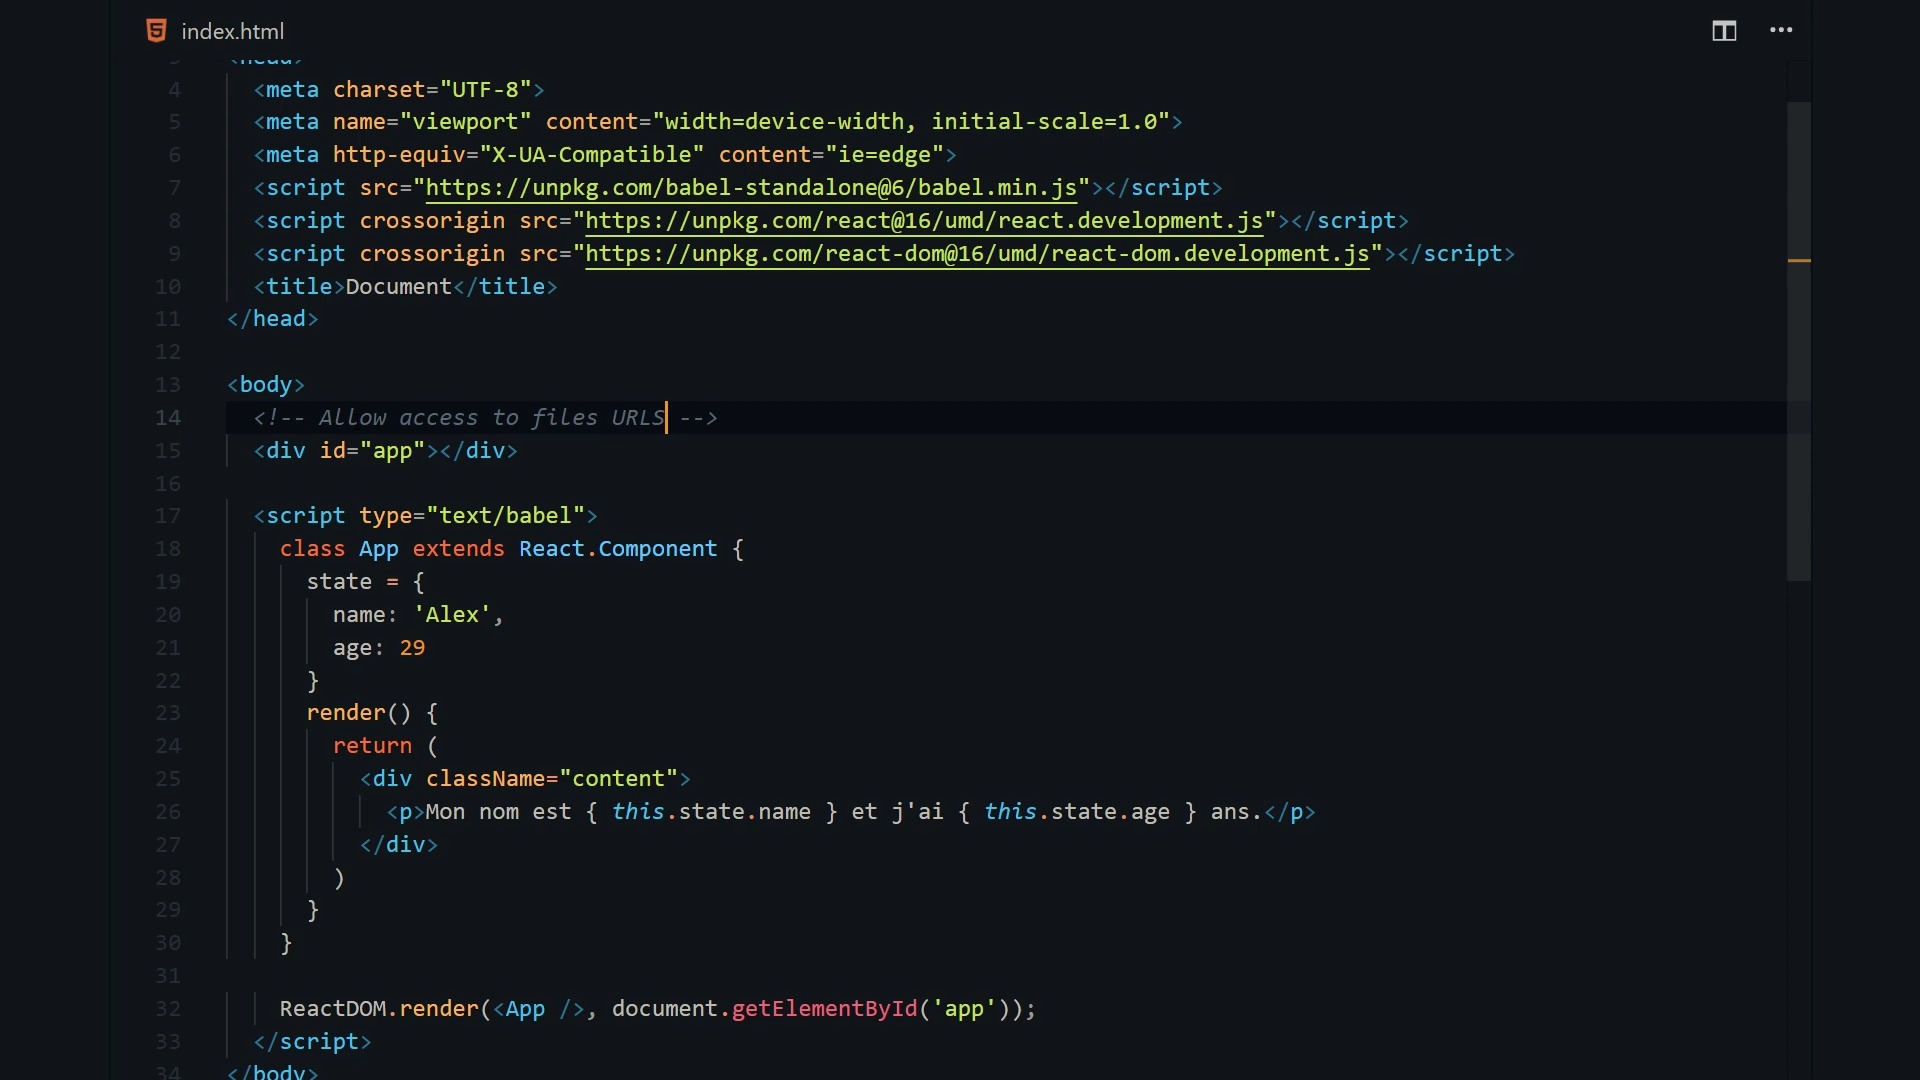 index.html
3 <head>
4 <meta charset="UTF-8">
5 <meta name="viewport" content="width=device-width, initial-scale=1.0">
6 <meta http-equiv="X-UA-Compatible" content="ie=edge">
7 <script src="https://unpkg.com/babel-standalone@6/babel.min.js"></script>
8 <script crossorigin src="https://unpkg.com/react@16/umd/react.development.js"></script>
9 <script crossorigin src="https://unpkg.com/react-dom@16/umd/react-dom.development.js"></script>
10 <title>Document</title>
11 </head>
12
13 <body>
14 <!-- Allow access to files URLS -->
15 <div id="app"></div>
16
17 <script type="text/babel">
18 class App extends React.Component {
19 state = {
20 name: 'Alex',
21 age: 29
22 }
23 render() {
24 return (
25 <div className="content">
26 <p>Mon nom est { this.state.name } et j'ai { this.state.age } ans.</p>
27 </div>
28 )
29 }
30 }
31
32 ReactDOM.render(<App />, document.getElementById('app'));
33 </script>
34 </body>